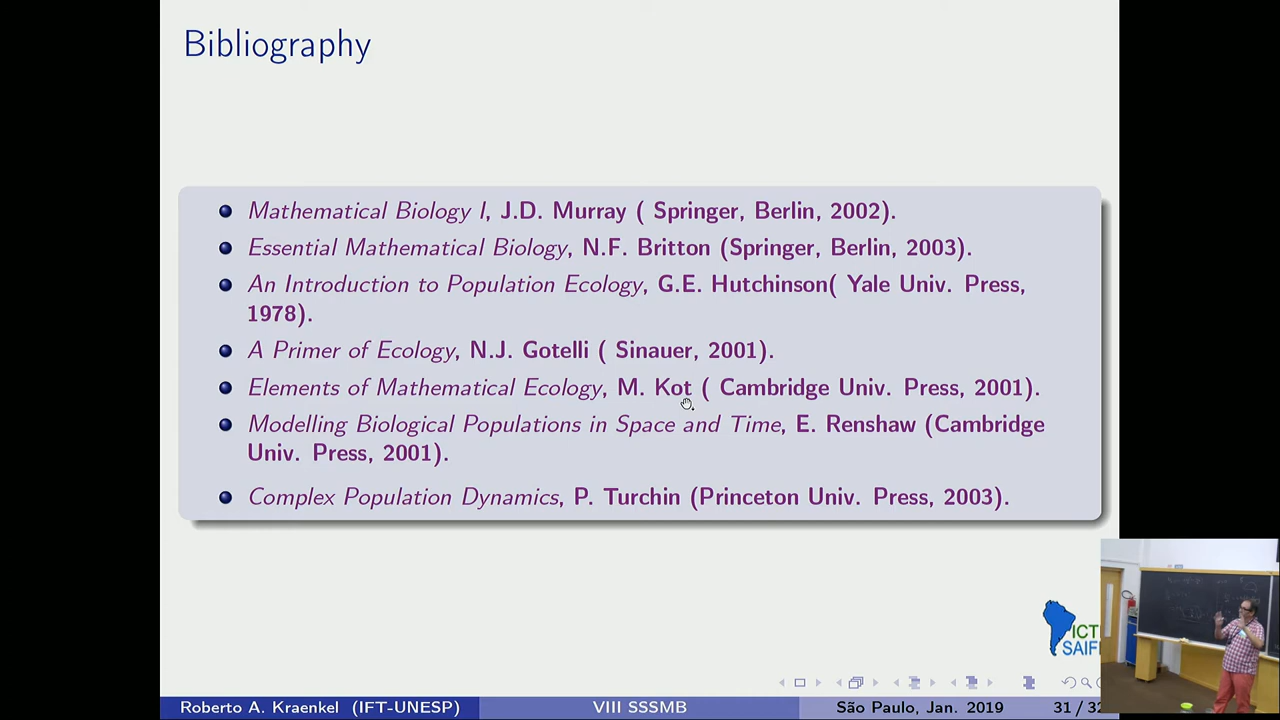 Bibliography
Mathematical Biology I, J.D. Murray ( Springer, Berlin, 2002).
Essential Mathematical Biology, N.F. Britton (Springer, Berlin, 2003).
An Introduction to Population Ecology, G.E. Hutchinson( Yale Univ. Press,
1978).
A Primer of Ecology, N.J. Gotelli ( Sinauer, 2001).
Elements of Mathematical Ecology, M. Kot ( Cambridge Univ. Press, 2001).
Modelling Biological Populations in Space and Time, E. Renshaw (Cambridge
Univ. Press, 2001).
Complex Population Dynamics, P. Turchin (Princeton Univ. Press, 2003).
ICT
SAIF
Roberto A. Kraenkel (IFT-UNESP) VIII SSSMB São Paulo, Jan. 2019 31 / 32